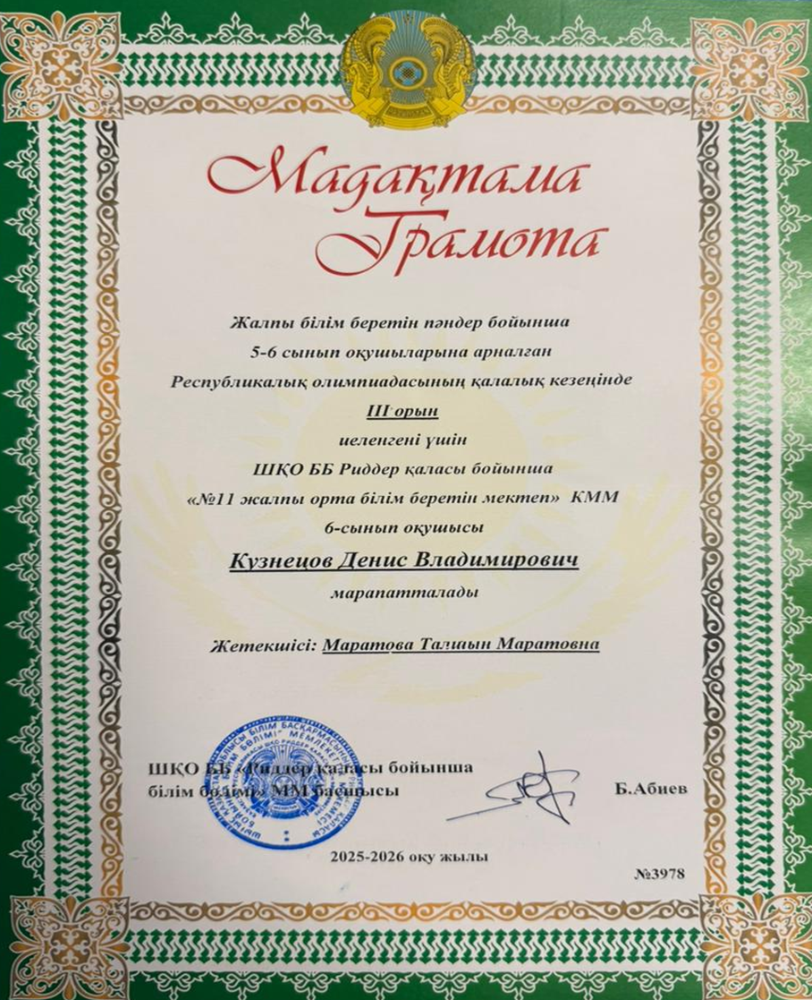 Мадақтама
Грамота
Жалпы білім беретін пәндер бойынша
5-6 сынып оқушыларына арналған
Республикалық олимпиадасының қалалық кезеңінде
III орын
иеленгені үшін
ШҚО ББ Риддер қаласы бойынша
«№11 жалпы орта білім беретін мектеп» КММ
6-сынып оқушысы
Кузнецов Денис Владимирович
марапатталады
Жетекшісі: Маратова Талшын Маратовна
ШҚО ББ «Риддер қаласы бойынша
білім бөлімі» ММ басшысы
Б.Абиев
2025-2026 оқу жылы
№3978